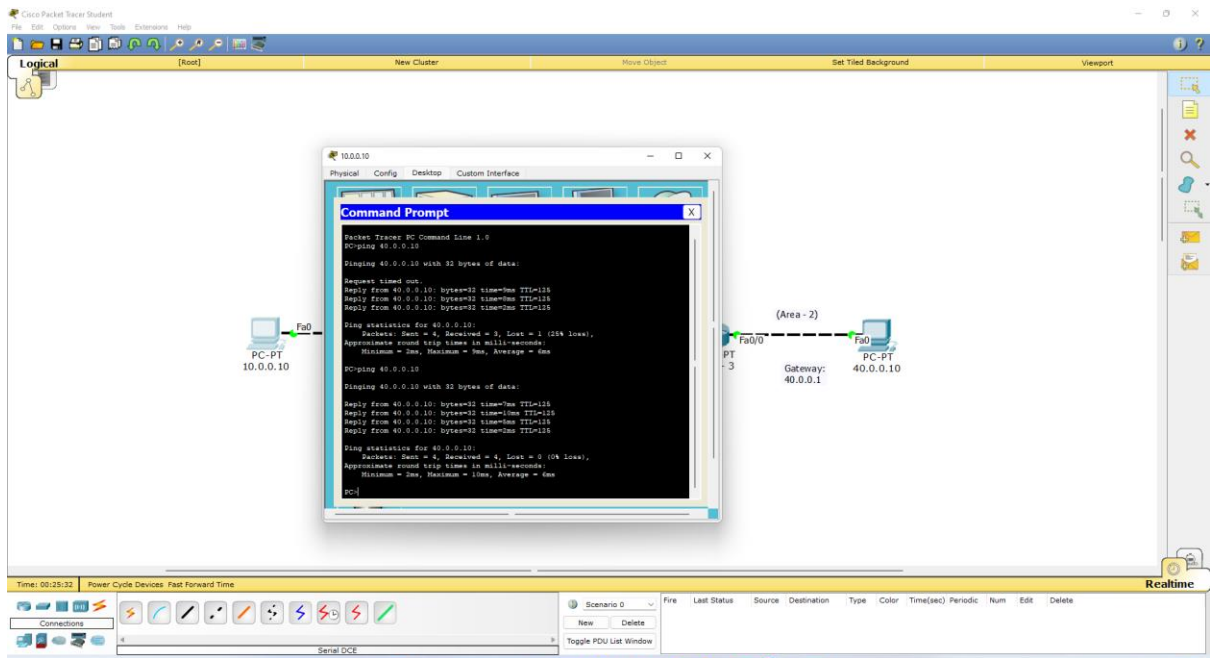 Cisco Packet Tracer Student
File Edit Options View Tools Extensions Help
Logical [Root] New Cluster Move Object Set Tiled Background Viewport
10.0.0.10
Physical Config Desktop Custom Interface
Command Prompt X
Packet Tracer PC Command Line 1.0
PC>ping 40.0.0.10
Pinging 40.0.0.10 with 32 bytes of data:
Request timed out.
Reply from 40.0.0.10: bytes=32 time=9ms TTL=125
Reply from 40.0.0.10: bytes=32 time=8ms TTL=125
Reply from 40.0.0.10: bytes=32 time=2ms TTL=125
Ping statistics for 40.0.0.10:
Packets: Sent = 4, Received = 3, Lost = 1 (25% loss),
Approximate round trip times in milli-seconds:
Minimum = 2ms, Maximum = 9ms, Average = 6ms
PC>ping 40.0.0.10
Pinging 40.0.0.10 with 32 bytes of data:
Reply from 40.0.0.10: bytes=32 time=7ms TTL=125
Reply from 40.0.0.10: bytes=32 time=10ms TTL=125
Reply from 40.0.0.10: bytes=32 time=8ms TTL=125
Reply from 40.0.0.10: bytes=32 time=2ms TTL=125
Ping statistics for 40.0.0.10:
Packets: Sent = 4, Received = 4, Lost = 0 (0% loss),
Approximate round trip times in milli-seconds:
Minimum = 2ms, Maximum = 10ms, Average = 6ms
PC>
Fa0
PC-PT
10.0.0.10
(Area - 2)
Fa0/0
Fa0
PT
- 3
Gateway:
40.0.0.1
PC-PT
40.0.0.10
Time: 00:25:32 Power Cycle Devices Fast Forward Time Realtime
Connections
Serial DCE
Scenario 0
New Delete
Toggle PDU List Window
Fire Last Status Source Destination Type Color Time(sec) Periodic Num Edit Delete